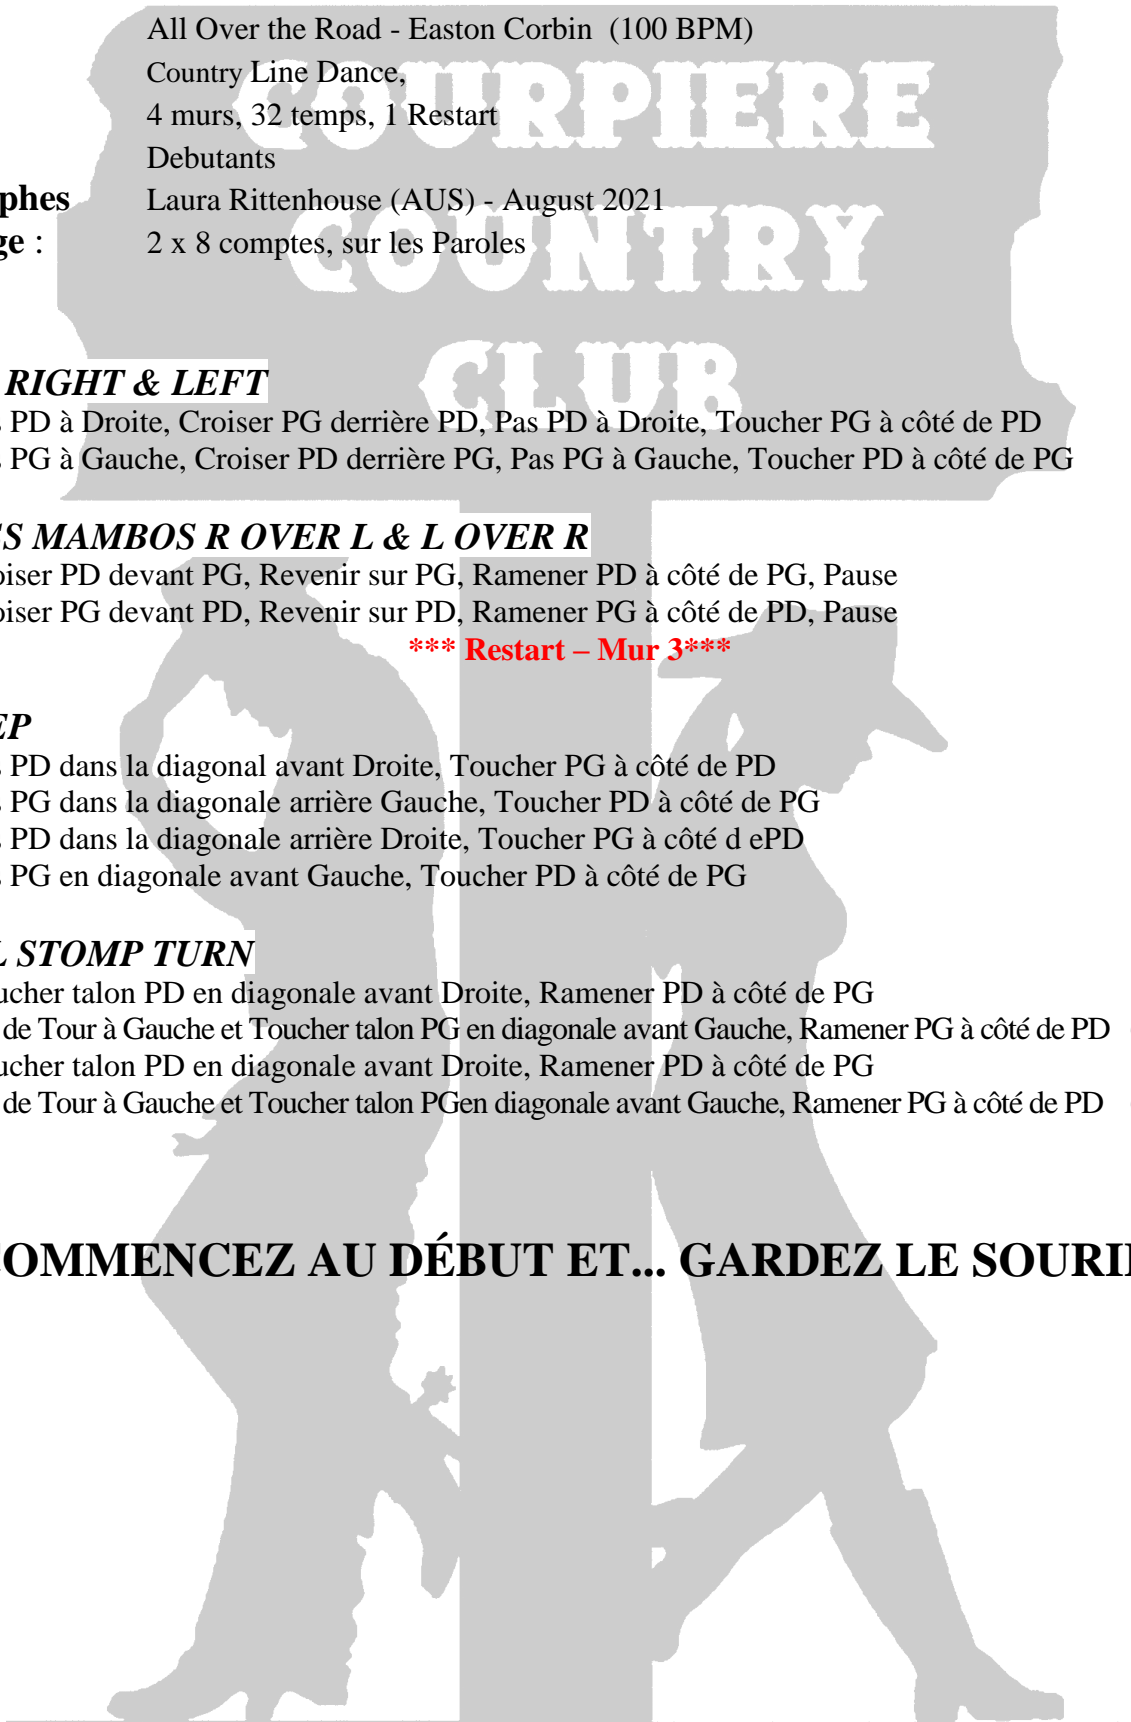 All Over the Road - Easton Corbin (100 BPM)
Country Line Dance,
4 murs, 32 temps, 1 Restart
Debutants
phes Laura Rittenhouse (AUS) - August 2021
ge : 2 x 8 comptes, sur les Paroles
COURPIERE
COUNTRY
CLUB
RIGHT & LEFT
PD à Droite, Croiser PG derrière PD, Pas PD à Droite, Toucher PG à côté de PD
PG à Gauche, Croiser PD derrière PG, Pas PG à Gauche, Toucher PD à côté de PG
ES MAMBOS R OVER L & L OVER R
oiser PD devant PG, Revenir sur PG, Ramener PD à côté de PG, Pause
oiser PG devant PD, Revenir sur PD, Ramener PG à côté de PD, Pause
*** Restart – Mur 3***
EP
PD dans la diagonal avant Droite, Toucher PG à côté de PD
PG dans la diagonale arrière Gauche, Toucher PD à côté de PG
PD dans la diagonale arrière Droite, Toucher PG à côté d ePD
PG en diagonale avant Gauche, Toucher PD à côté de PG
L STOMP TURN
ucher talon PD en diagonale avant Droite, Ramener PD à côté de PG
de Tour à Gauche et Toucher talon PG en diagonale avant Gauche, Ramener PG à côté de PD
ucher talon PD en diagonale avant Droite, Ramener PD à côté de PG
de Tour à Gauche et Toucher talon PGen diagonale avant Gauche, Ramener PG à côté de PD
COMMENCEZ AU DÉBUT ET... GARDEZ LE SOURI